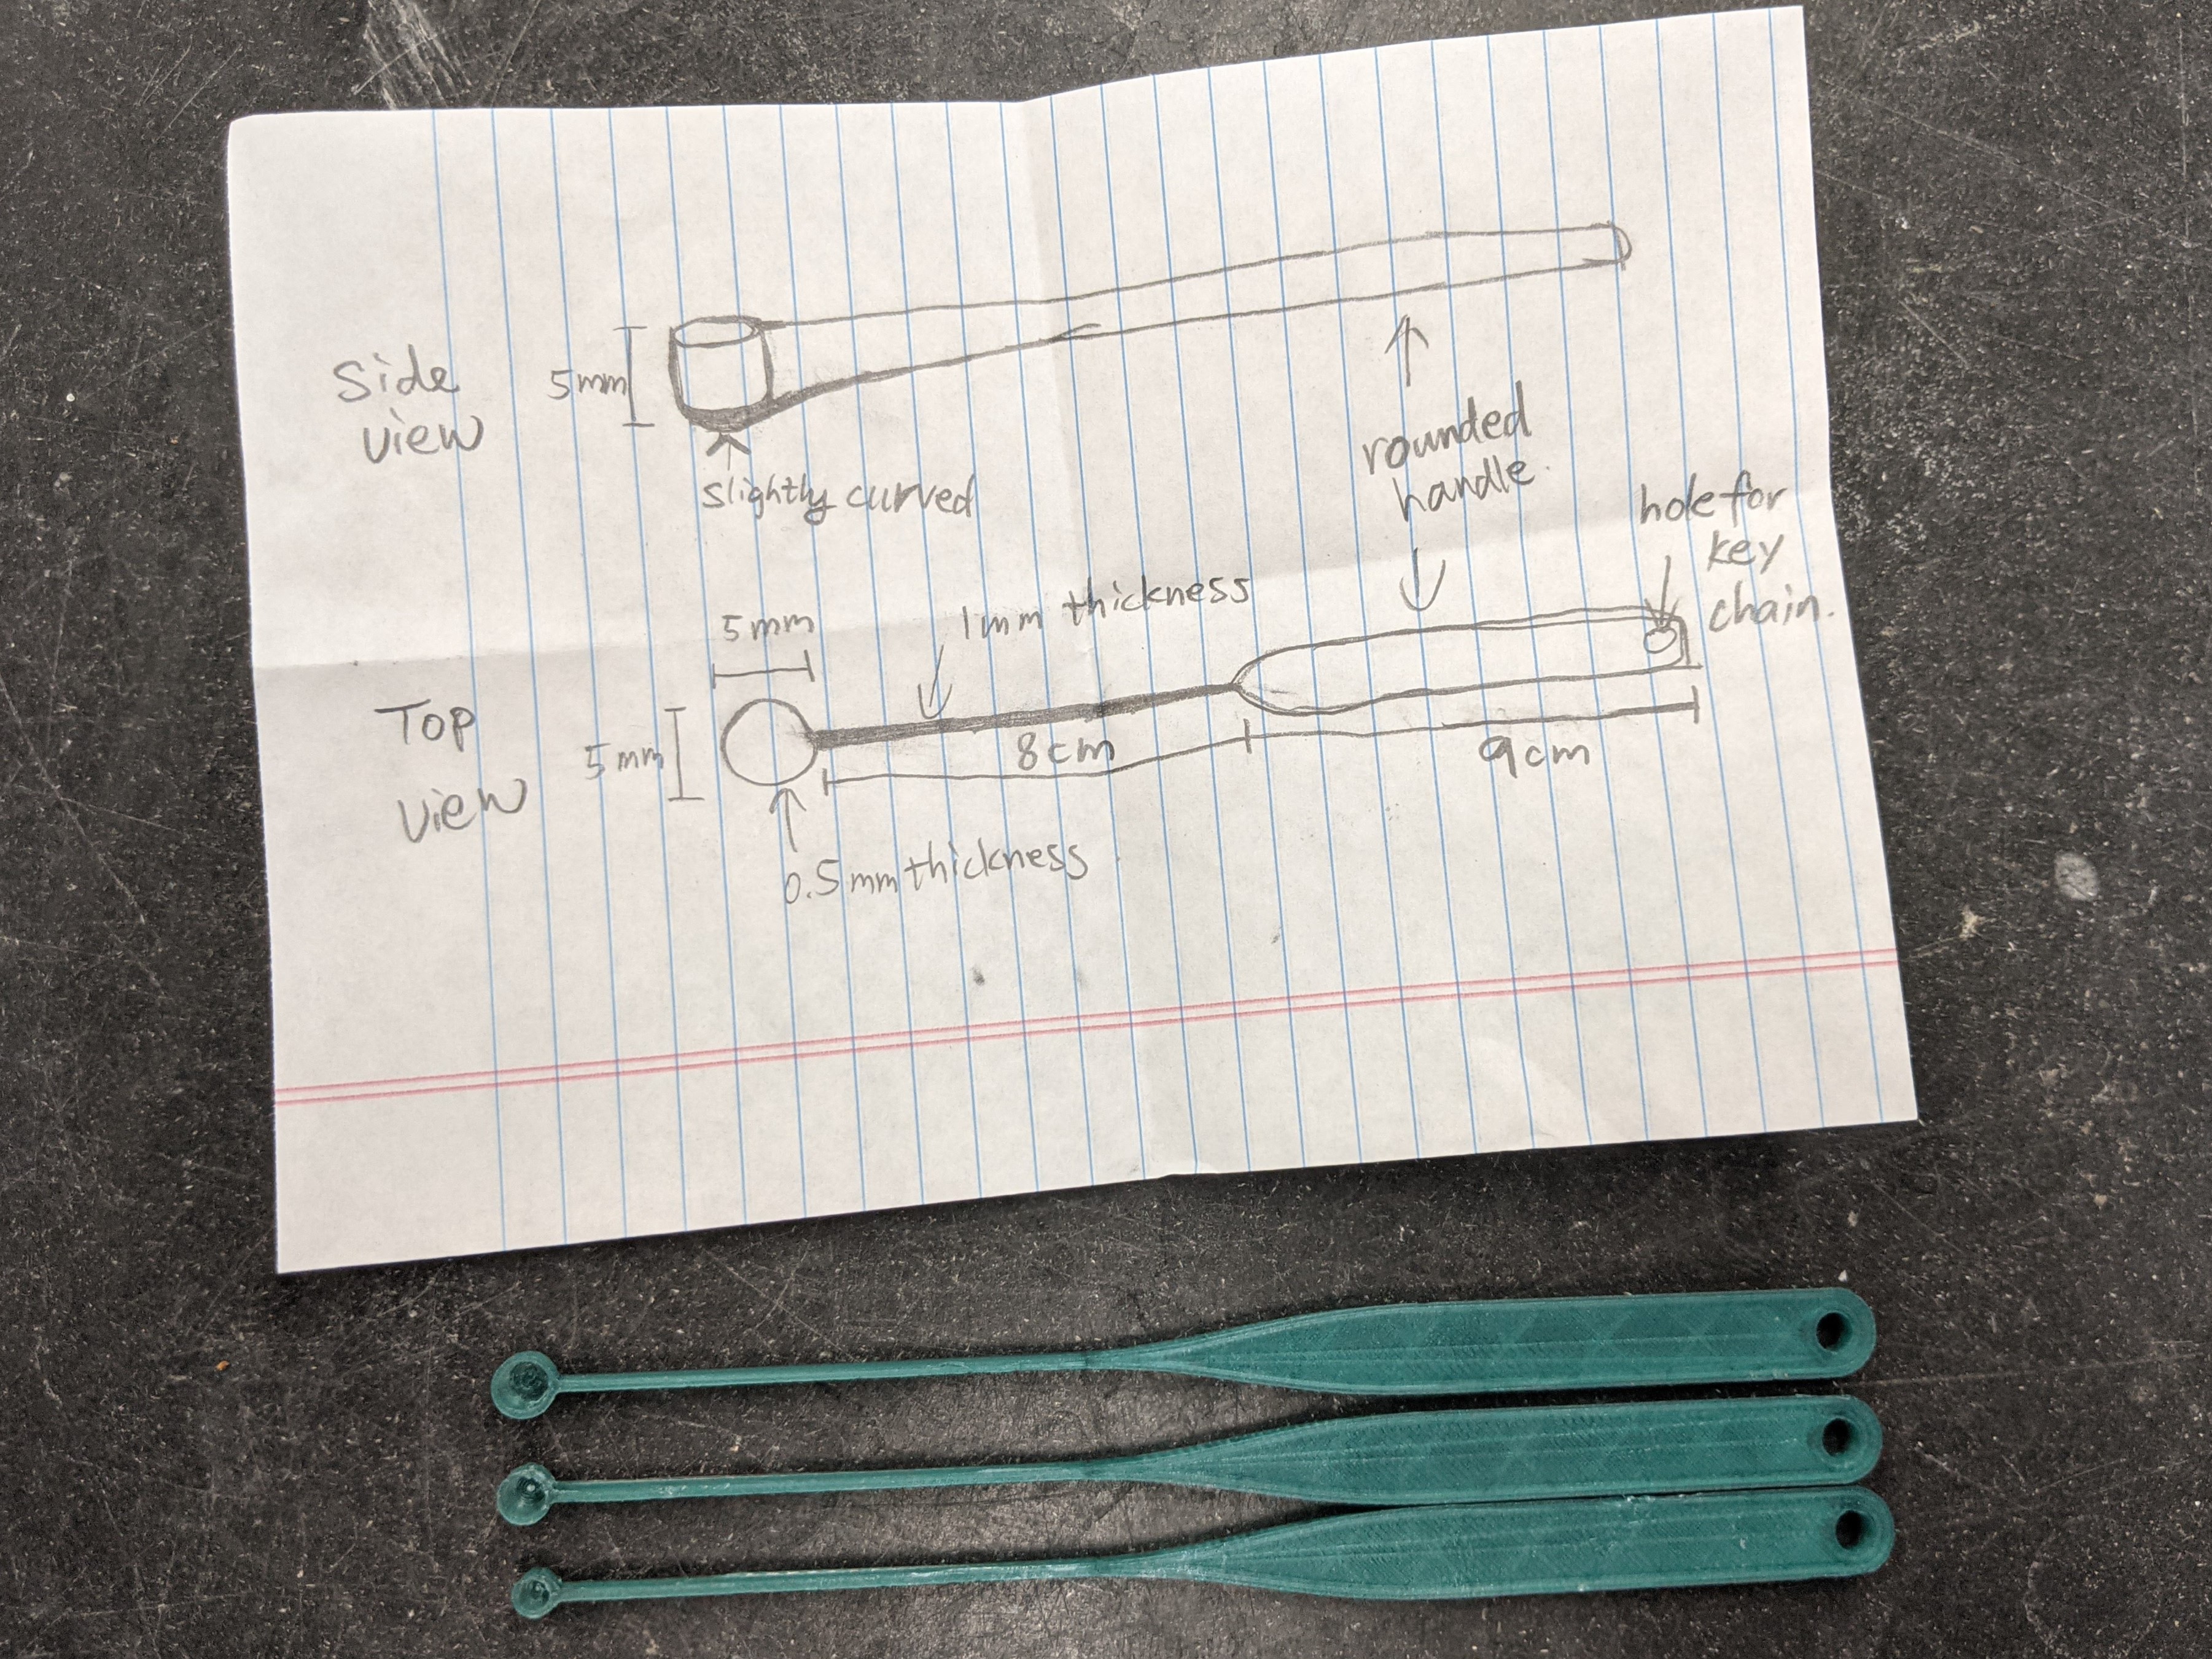 Side
view
5mm
slightly curved
rounded
handle.
hole for
key
chain.
Top
view
5mm
5mm
1mm thickness
8cm
9cm
0.5mm thickness